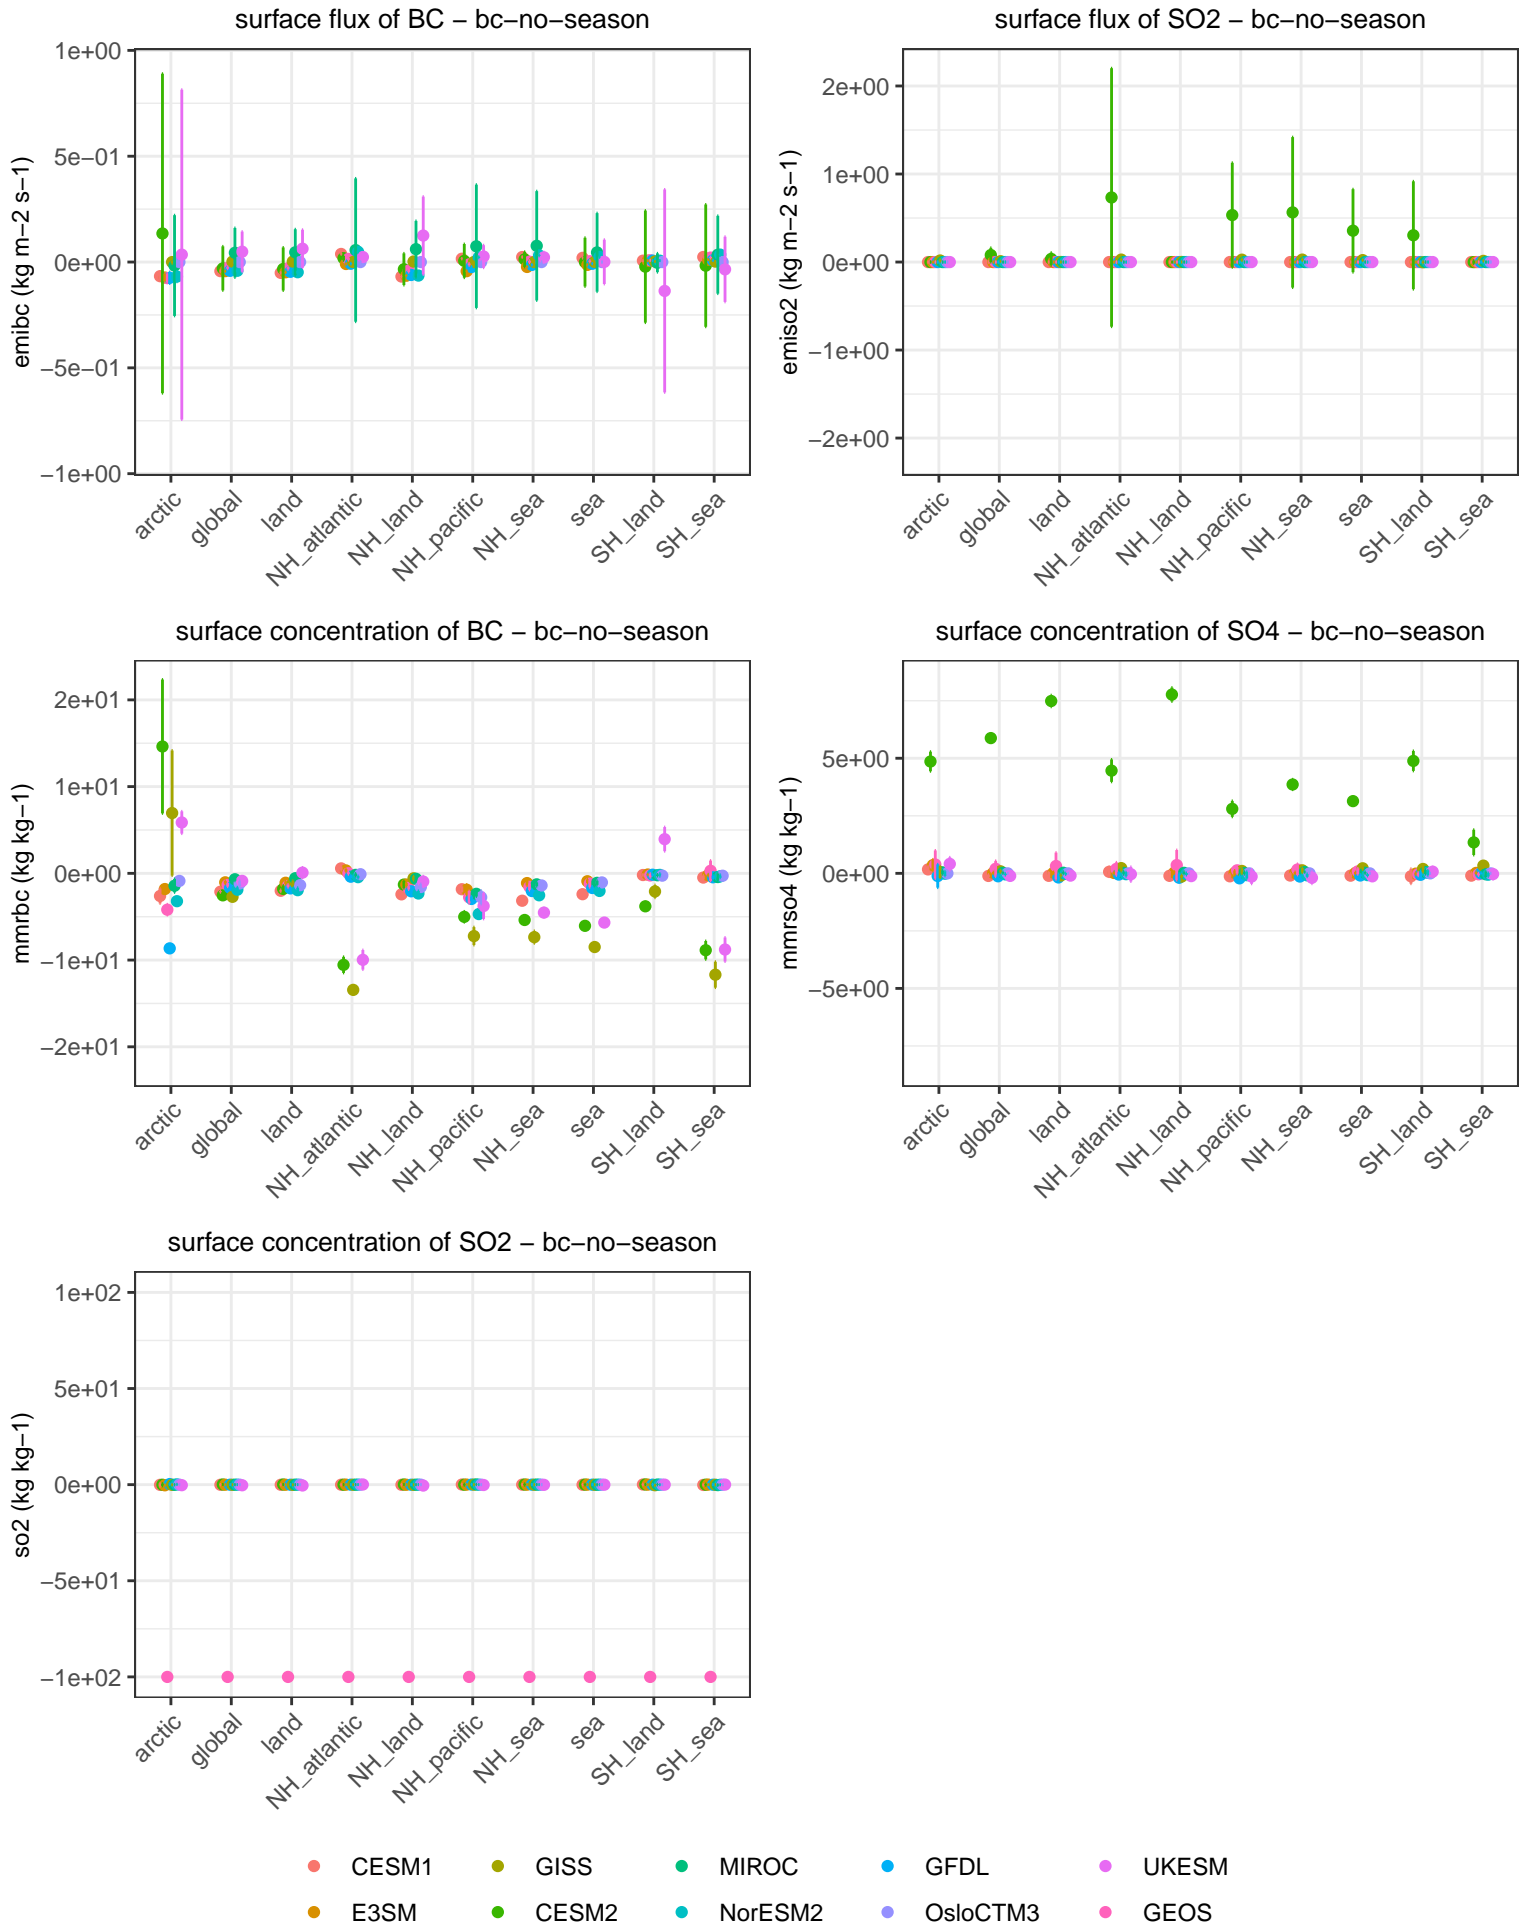 surface flux of BC − bc−no−season
emibc (kg m−2 s−1)
1e+00
5e−01
0e+00
−5e−01
−1e+00
arctic
global
land
NH_atlantic
NH_land
NH_pacific
NH_sea
sea
SH_land
SH_sea
surface flux of SO2 − bc−no−season
emiso2 (kg m−2 s−1)
2e+00
1e+00
0e+00
−1e+00
−2e+00
arctic
global
land
NH_atlantic
NH_land
NH_pacific
NH_sea
sea
SH_land
SH_sea
surface concentration of BC − bc−no−season
mmrbc (kg kg−1)
2e+01
1e+01
0e+00
−1e+01
−2e+01
arctic
global
land
NH_atlantic
NH_land
NH_pacific
NH_sea
sea
SH_land
SH_sea
surface concentration of SO4 − bc−no−season
mmrso4 (kg kg−1)
5e+00
0e+00
−5e+00
arctic
global
land
NH_atlantic
NH_land
NH_pacific
NH_sea
sea
SH_land
SH_sea
surface concentration of SO2 − bc−no−season
so2 (kg kg−1)
1e+02
5e+01
0e+00
−5e+01
−1e+02
arctic
global
land
NH_atlantic
NH_land
NH_pacific
NH_sea
sea
SH_land
SH_sea
CESM1 GISS MIROC GFDL UKESM
E3SM CESM2 NorESM2 OsloCTM3 GEOS